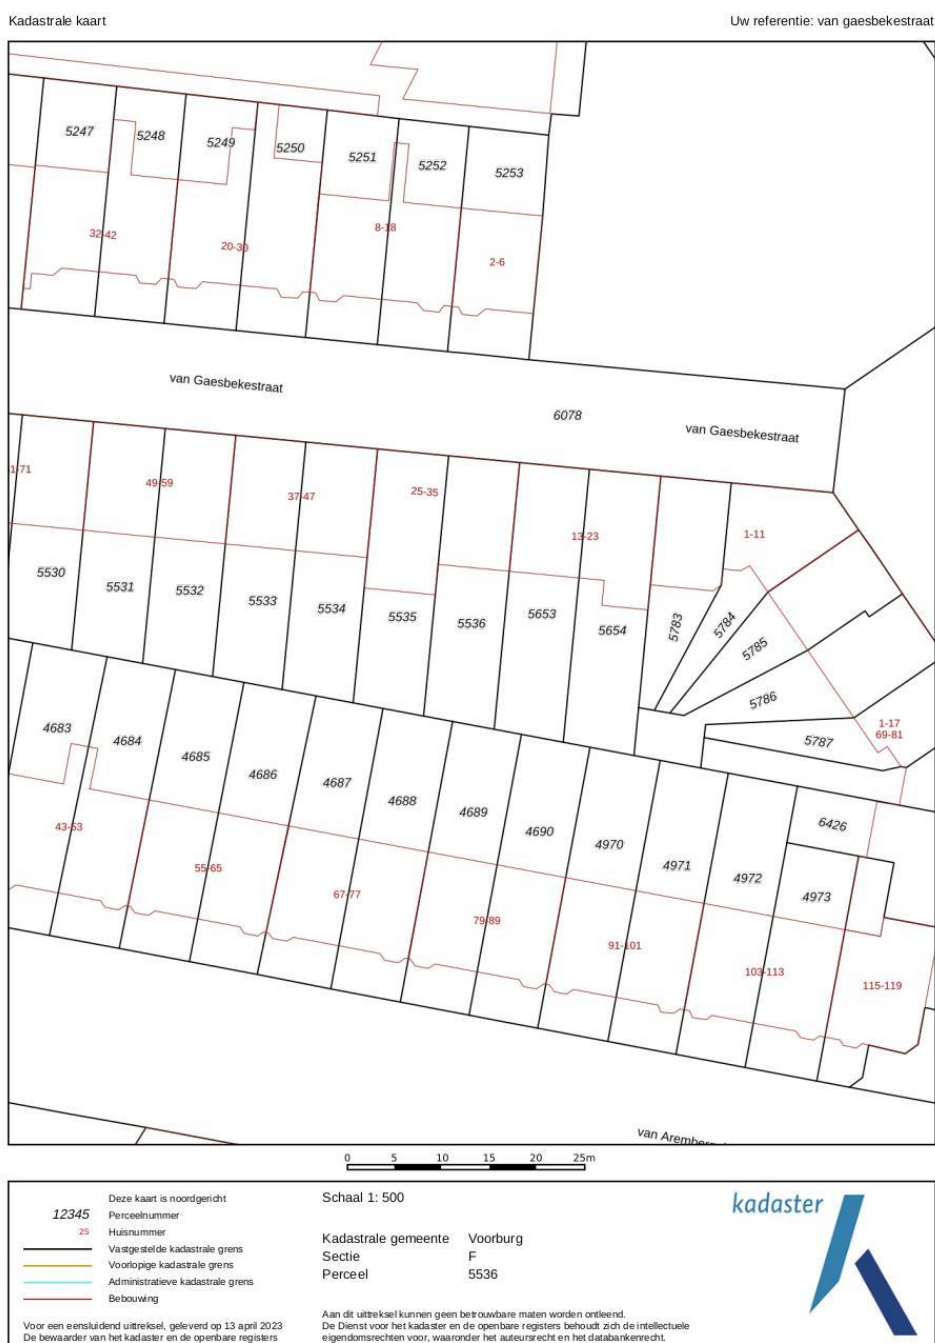 Kadastrale kaart
Uw referentie: van gaesbekestraat
5247
5248
5249
5250
5251
5252
5253
32-42
20-30
8-18
2-6
van Gaesbekestraat
6078
van Gaesbekestraat
1-71
49-59
37-47
25-35
13-23
1-11
5530
5531
5532
5533
5534
5535
5536
5653
5654
5783
5784
5785
5786
5787
1-17
69-81
4683
4684
4685
4686
4687
4688
4689
4690
4970
4971
4972
4973
6426
43-53
55-65
67-77
79-89
91-101
103-113
115-119
0 5 10 15 20 25m
Deze kaart is noordgericht
12345 Perceelnummer
25 Huisnummer
Vastgestelde kadastrale grens
Voorlopige kadastrale grens
Administratieve kadastrale grens
Bebouwing
Voor een eensluidend uittreksel, geleverd op 13 april 2023
De bewaarder van het kadaster en de openbare registers
Schaal 1: 500
Kadastrale gemeente Voorburg
Sectie F
Perceel 5536
Aan dit uittreksel kunnen geen betrouwbare maten worden ontleend.
De Dienst voor het kadaster en de openbare registers behoudt zich de intellectuele
eigendomsrechten voor, waaronder het auteursrecht en het databankenrecht.
kadaster